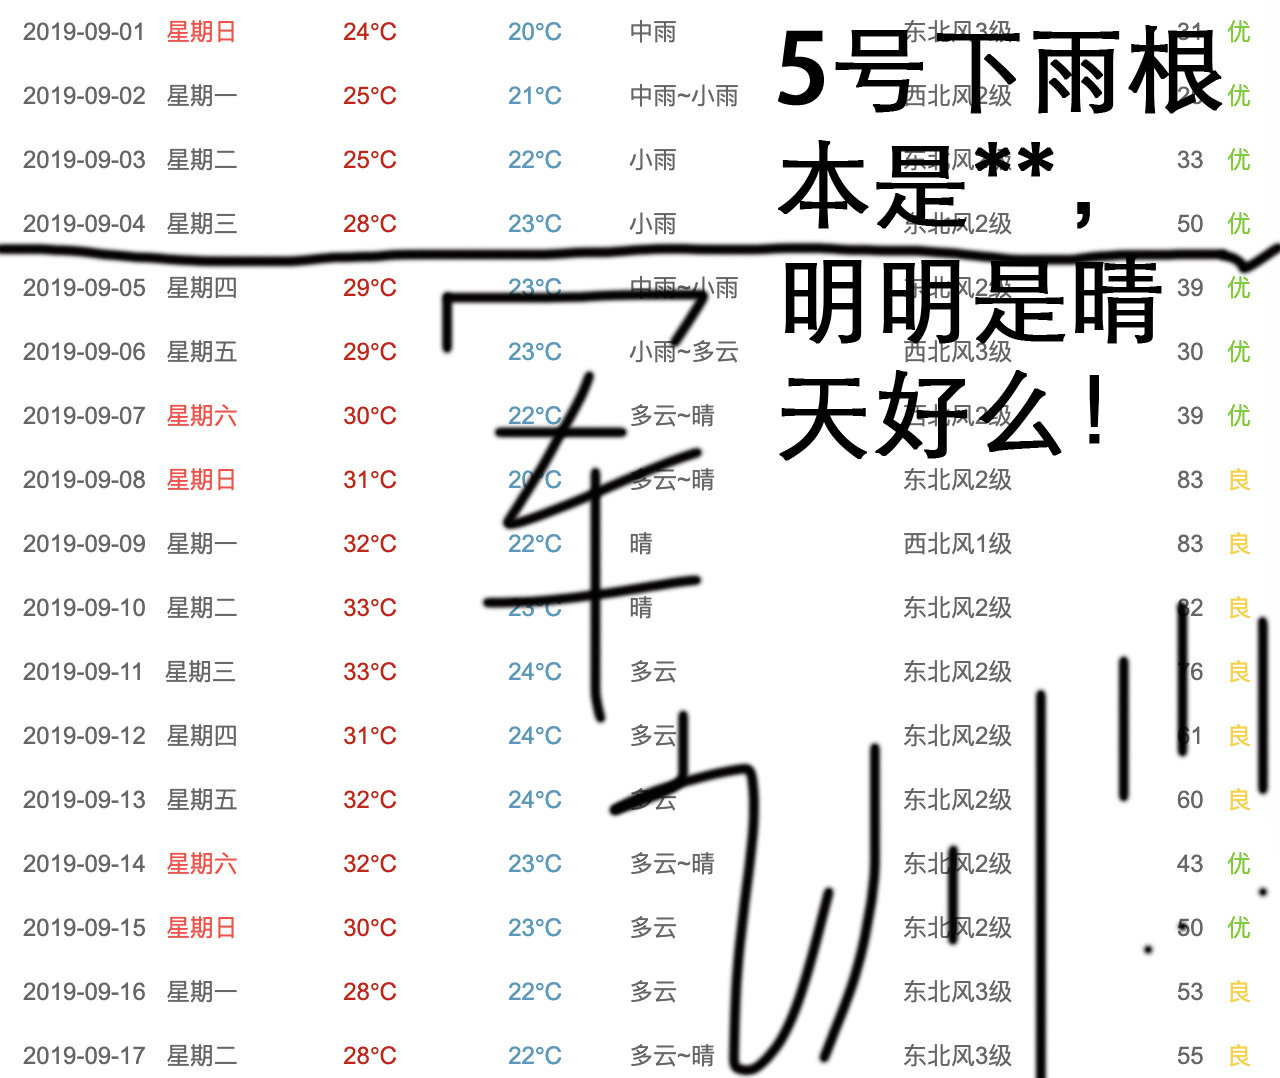 2019-09-01 星期日 24°C 20°C 中雨 东北风3级 31 优
2019-09-02 星期一 25°C 21°C 中雨~小雨 西北风2级 优
2019-09-03 星期二 25°C 22°C 小雨 东北风2级 33 优
2019-09-04 星期三 28°C 23°C 小雨 东北风2级 50 优
2019-09-05 星期四 29°C 23°C 中雨~小雨 东北风2级 39 优
2019-09-06 星期五 29°C 23°C 小雨~多云 西北风3级 30 优
2019-09-07 星期六 30°C 22°C 多云~晴 西北风2级 39 优
2019-09-08 星期日 31°C 20°C 多云~晴 东北风2级 83 良
2019-09-09 星期一 32°C 22°C 晴 西北风1级 83 良
2019-09-10 星期二 33°C 23°C 晴 东北风2级 82 良
2019-09-11 星期三 33°C 24°C 多云 东北风2级 76 良
2019-09-12 星期四 31°C 24°C 多云 东北风2级 61 良
2019-09-13 星期五 32°C 24°C 多云 东北风2级 60 良
2019-09-14 星期六 32°C 23°C 多云~晴 东北风2级 43 优
2019-09-15 星期日 30°C 23°C 多云 东北风2级 50 优
2019-09-16 星期一 28°C 22°C 多云 东北风3级 53 良
2019-09-17 星期二 28°C 22°C 多云~晴 东北风3级 55 良
5号下雨根
本是**，
明明是晴
天好么！
军训